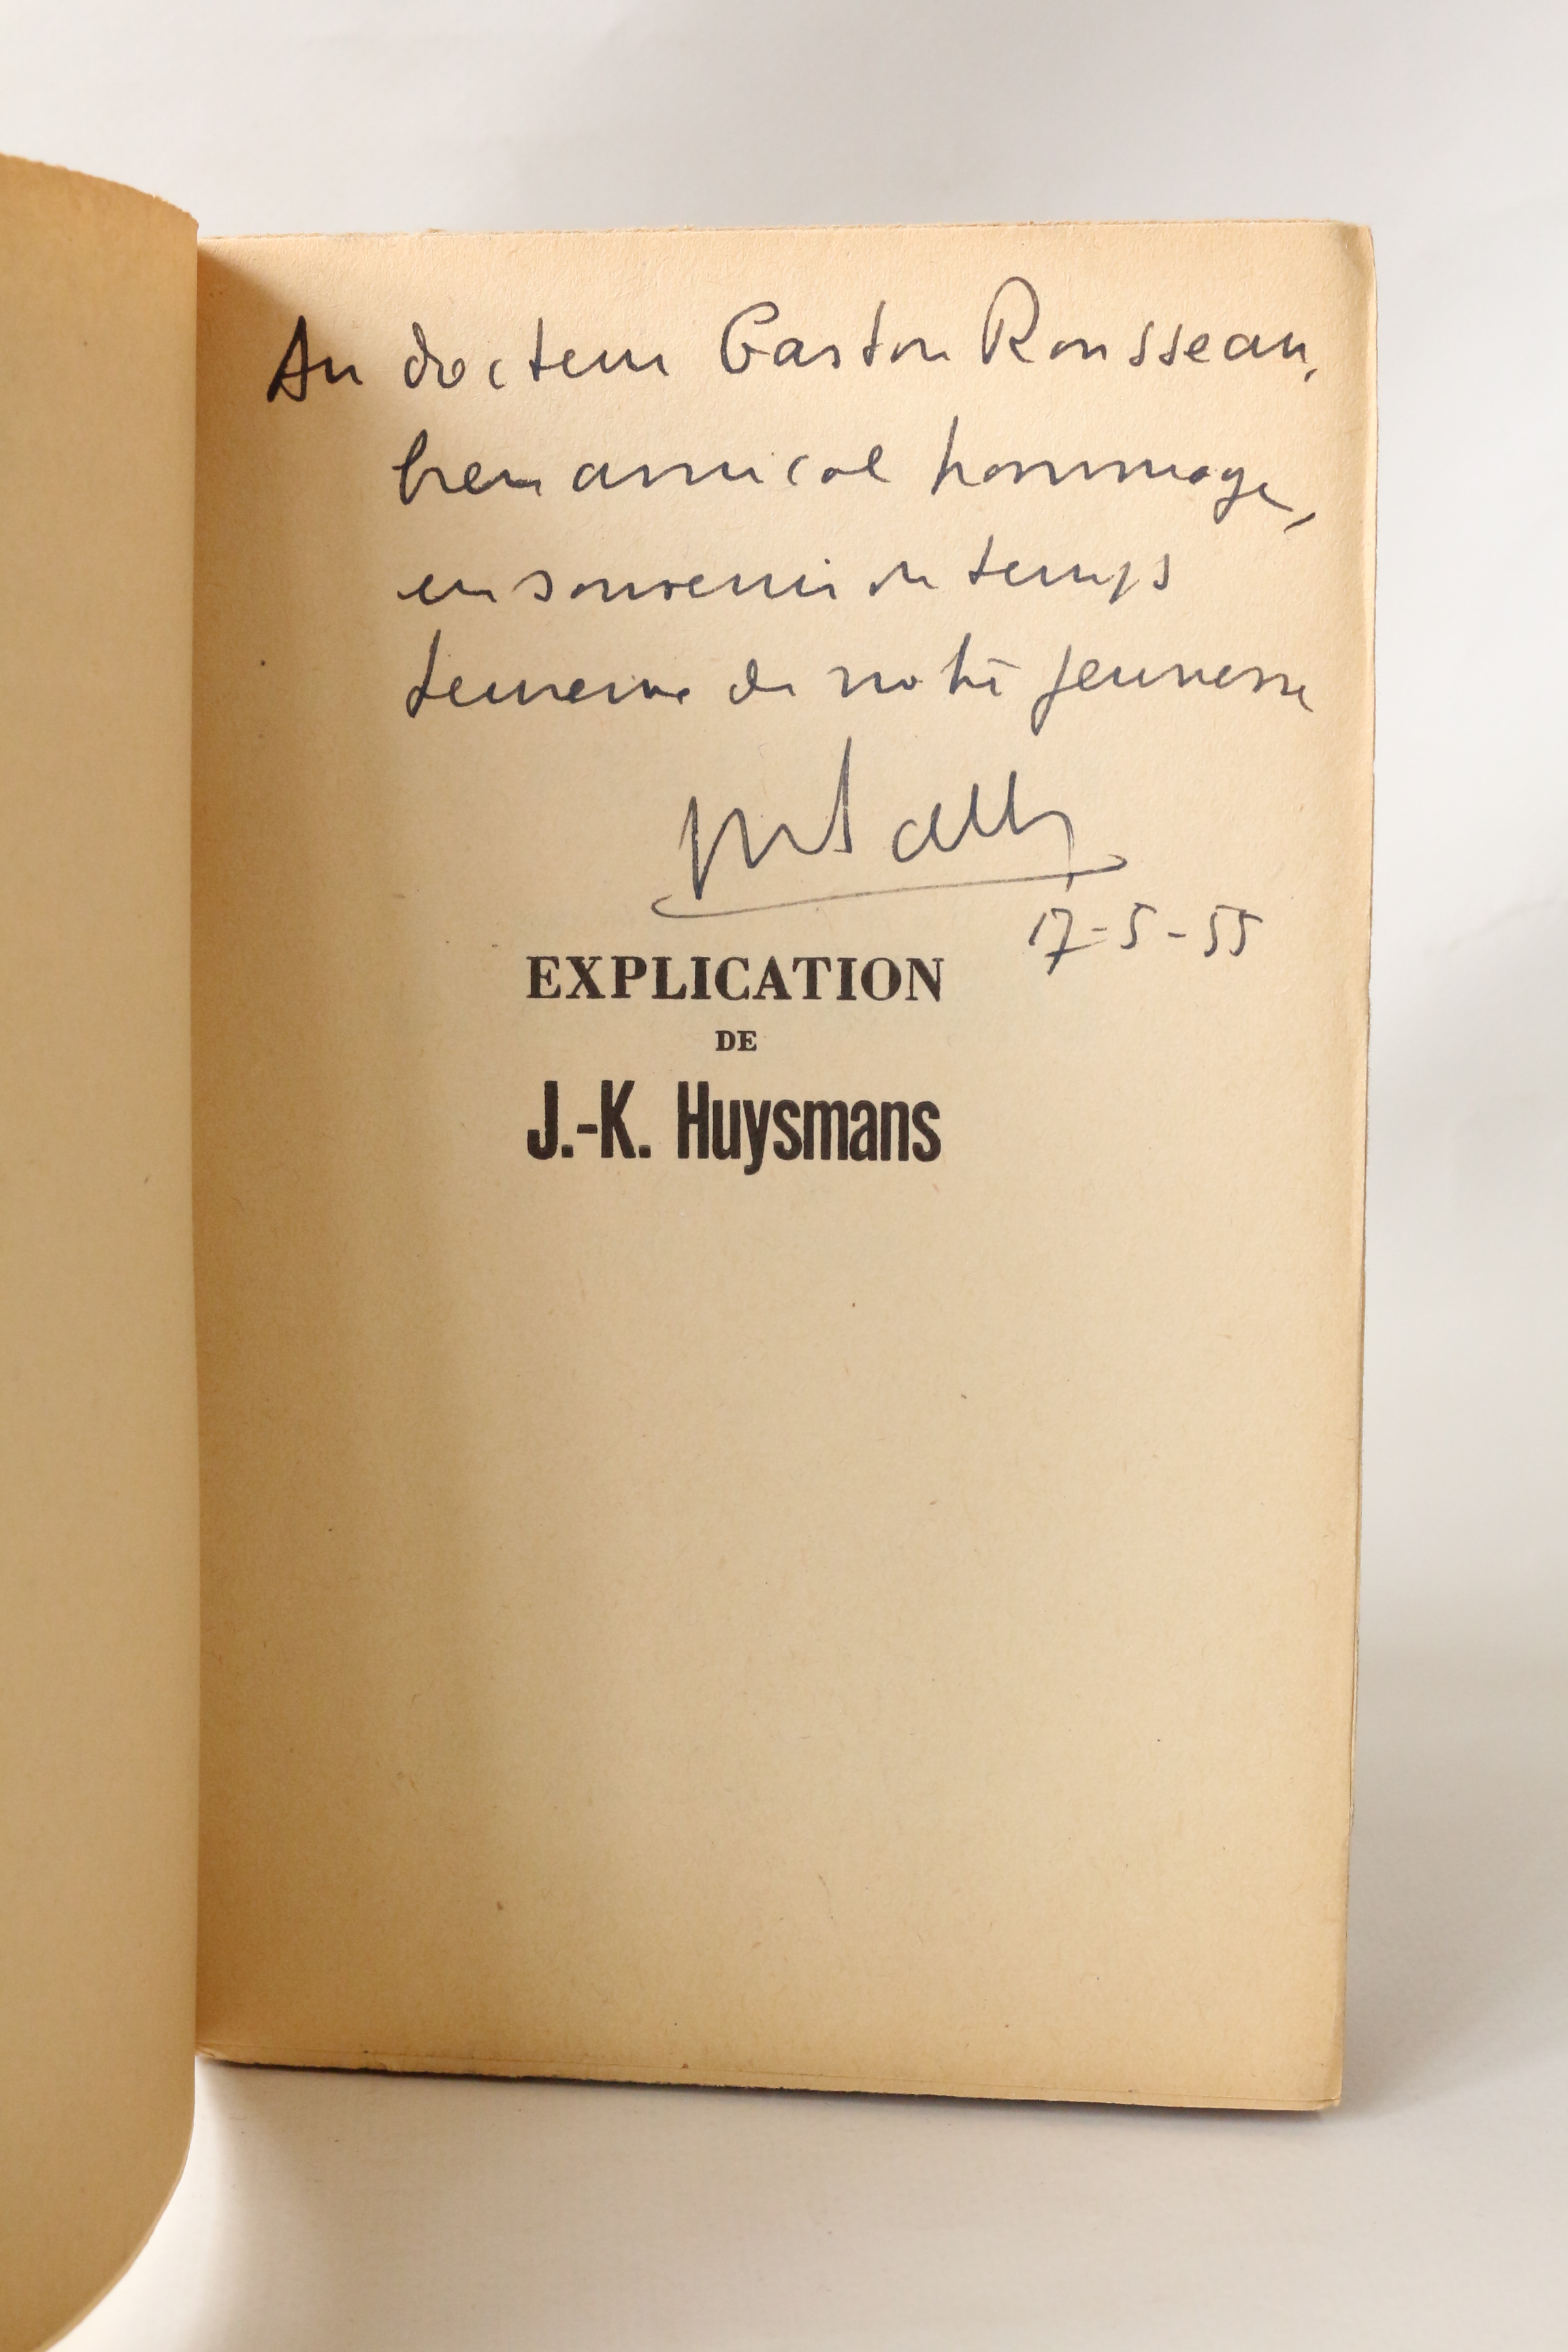 Au docteur Gaston Rousseau,
bien amical hommage,
en souvenir du temps
de notre jeunesse
17-5-55
EXPLICATION
DE
J.-K. Huysmans